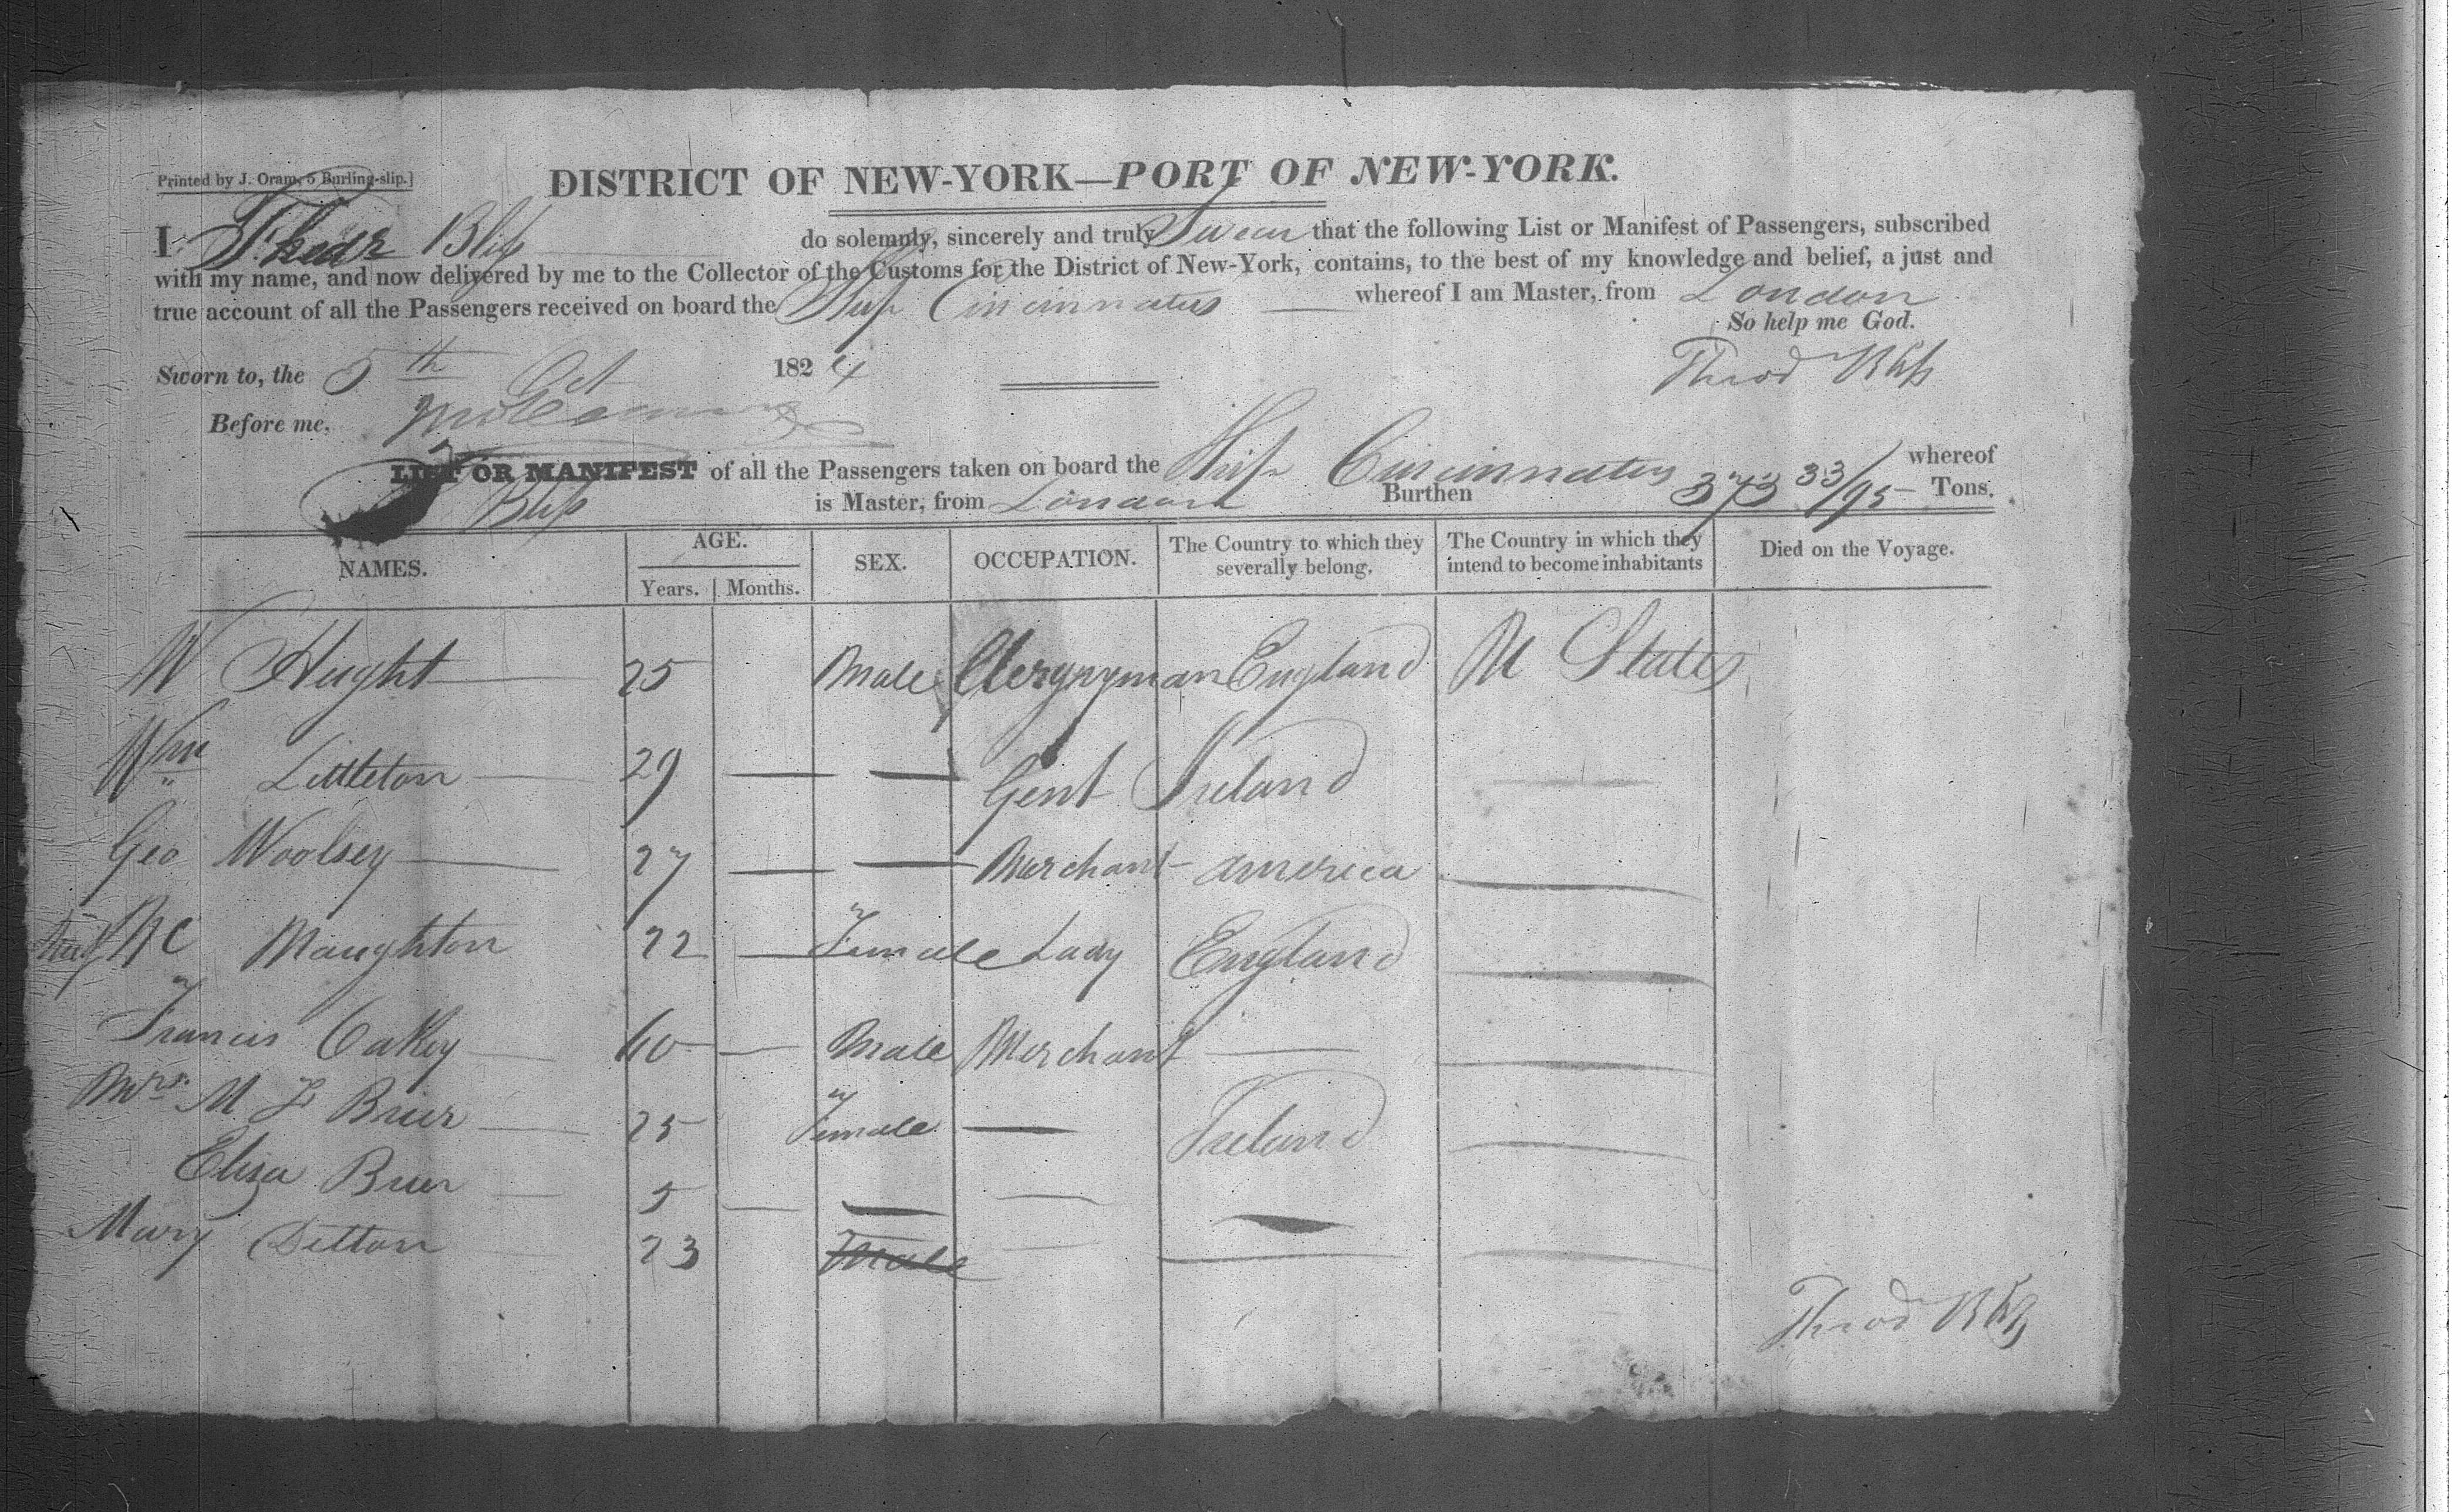 Printed by J. Oram, 5 Burling-slip.]
DISTRICT OF NEW-YORK—PORT OF NEW-YORK.
I, Theodr Bliss do solemnly, sincerely and truly Swear that the following List or Manifest of Passengers, subscribed
with my name, and now delivered by me to the Collector of the Customs for the District of New-York, contains, to the best of my knowledge and belief, a just and
true account of all the Passengers received on board the Ship Cincinnatus whereof I am Master, from London
So help me God.
Sworn to, the 5th Oct 1824
Theod Bliss
Before me,
LIST OR MANIFEST of all the Passengers taken on board the Ship Cincinnatus whereof
Bliss is Master, from London Burthen 373 33/95 Tons.
NAMES. AGE. Years. Months. SEX. OCCUPATION. The Country to which they severally belong. The Country in which they intend to become inhabitants Died on the Voyage.
W Hught 25 Male Clergyman England U States
Wm Littleton 29 — — Gent Ireland —
Geo Woolsey 27 — — Merchant America —
R C Maughton 22 — Female Lady England —
Francis Oakey 60 — Male Merchant — —
Mrs M Brier 25 Female — Ireland —
Eliza Brier 5 — — — — —
Mary Ditton 23 Male — — —
Theod Bliss